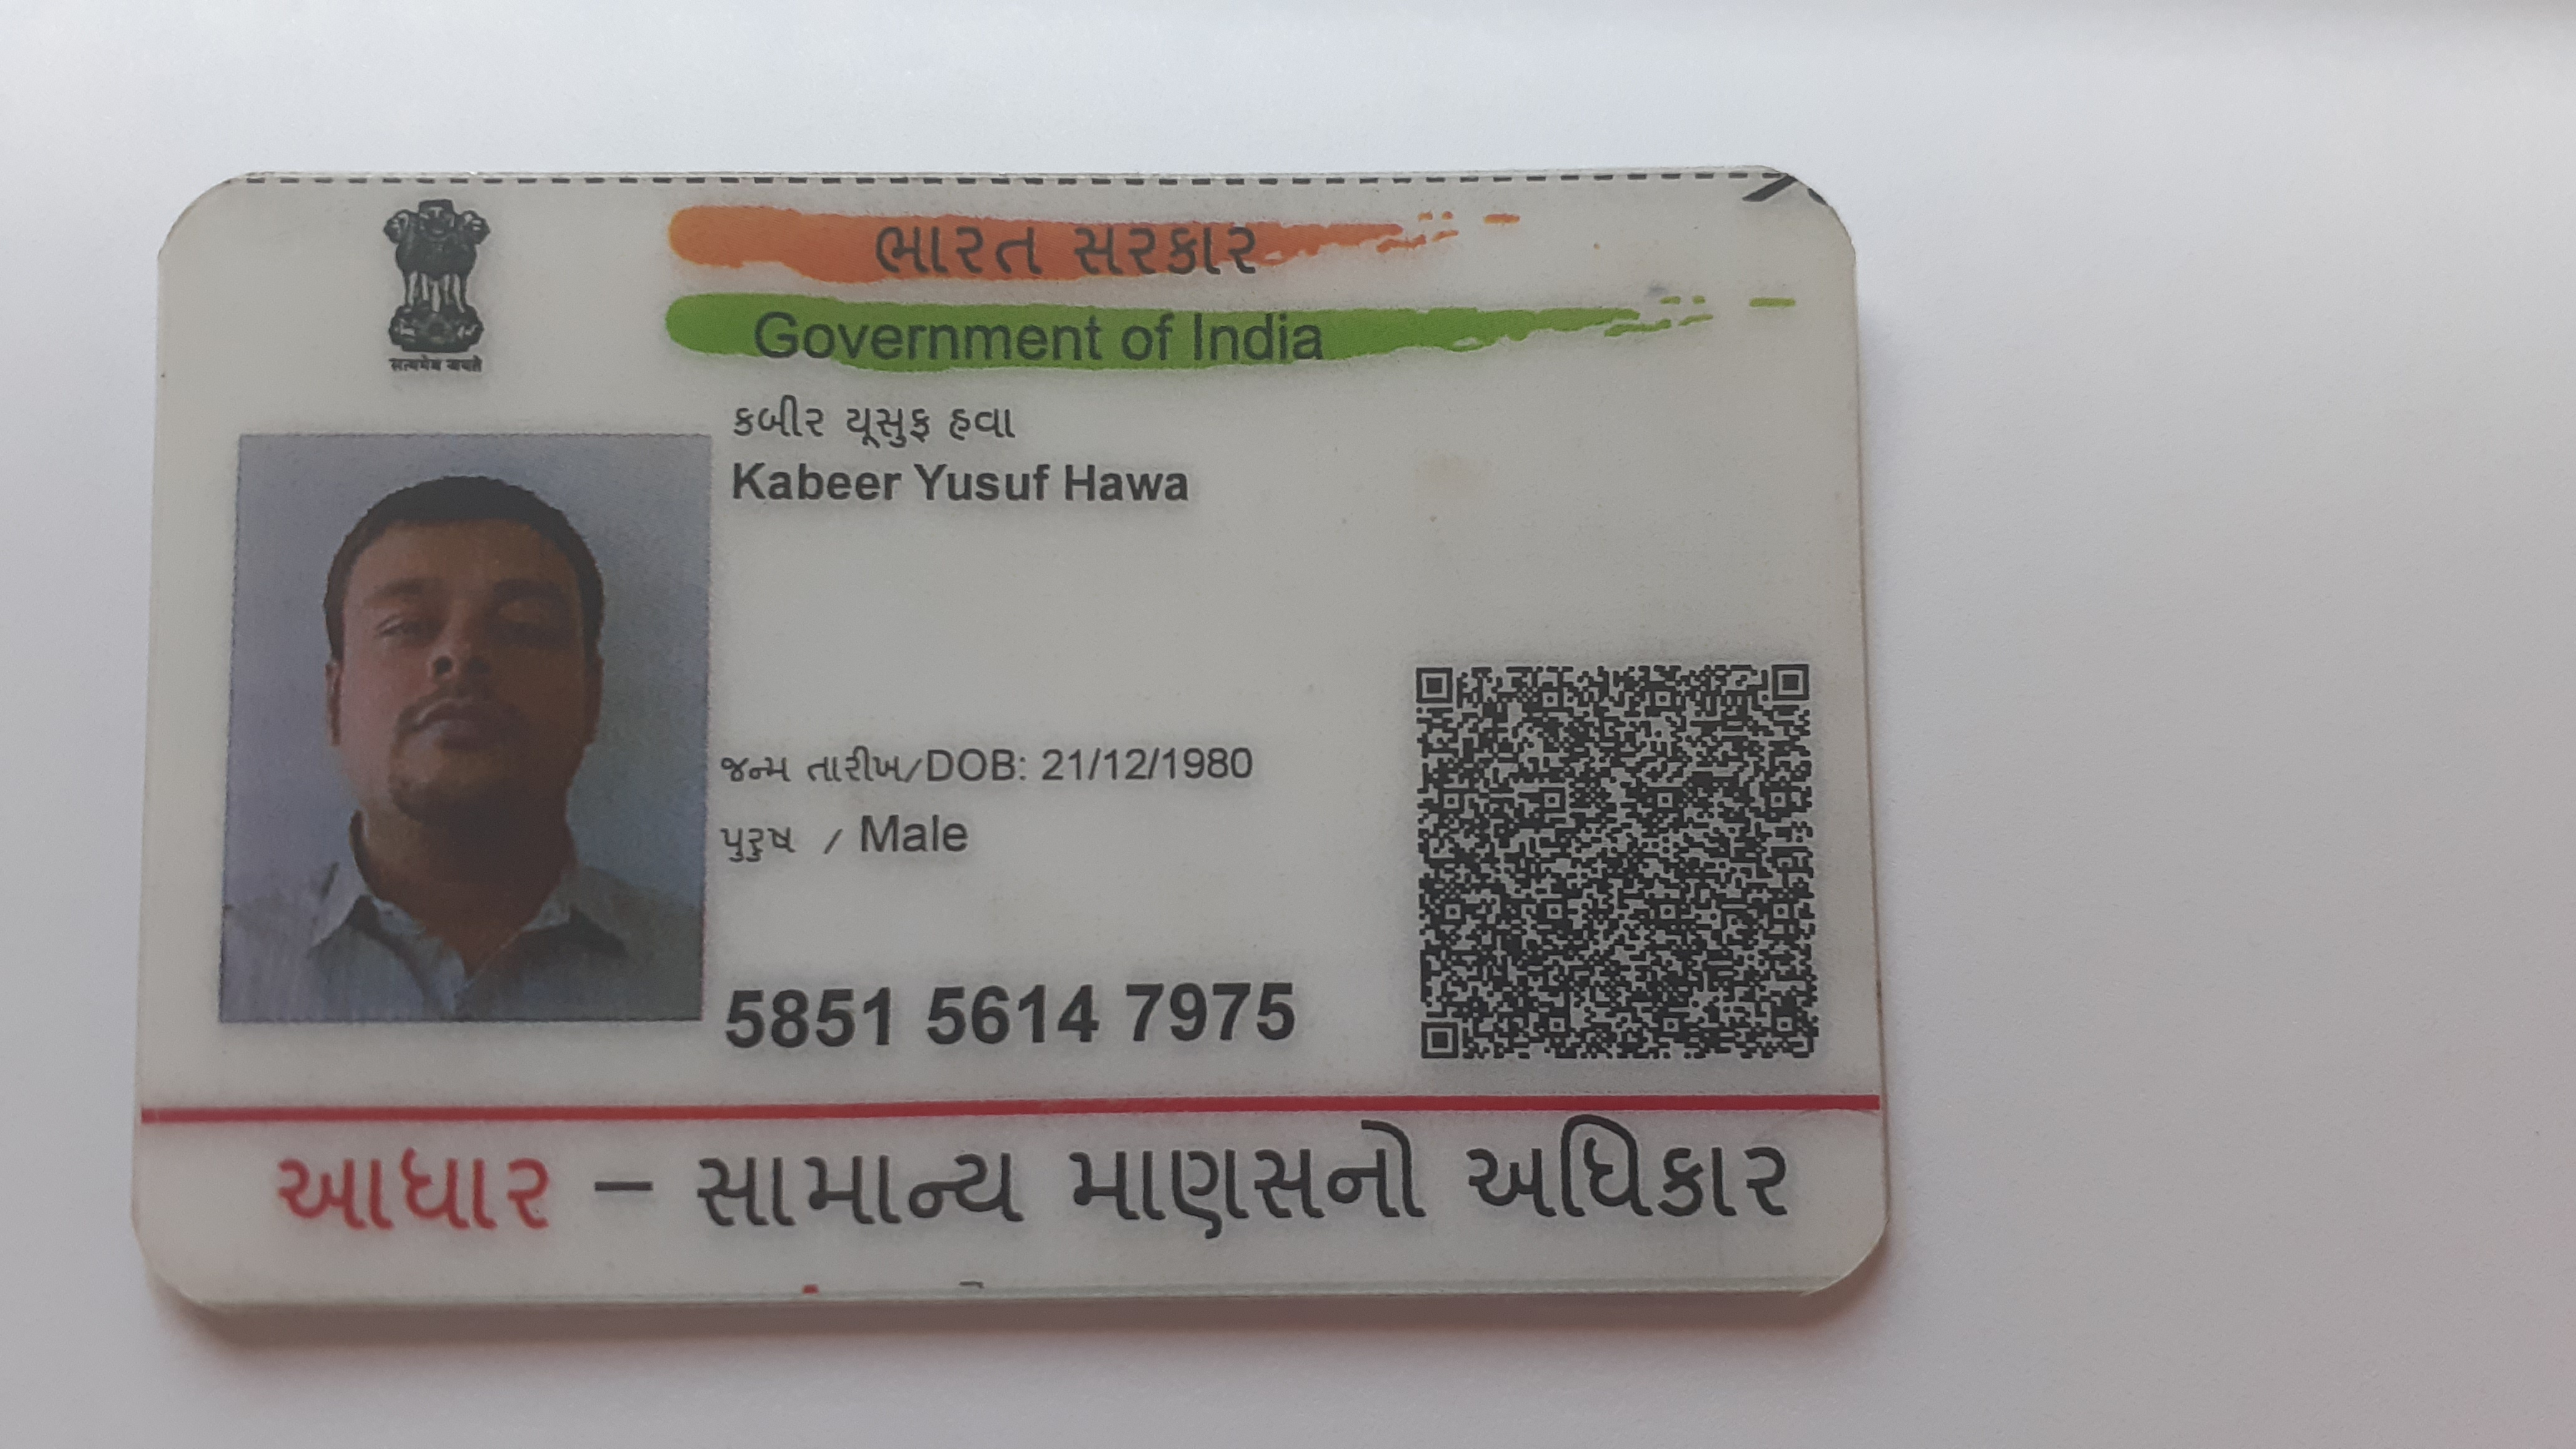 ભારત સરકાર
Government of India
सत्यमेव जयते
કબીર યૂસુફ હવા
Kabeer Yusuf Hawa
જન્મ તારીખ/DOB: 21/12/1980
પુરુષ / Male
5851 5614 7975
આધાર – સામાન્ય માણસનો અધિકાર